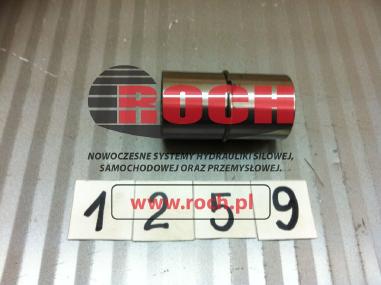 ROCH
NOWOCZESNE SYSTEMY HYDRAULIKI SIŁOWEJ,
SAMOCHODOWEJ ORAZ PRZEMYSŁOWEJ.
1 2 5 9
www.roch.pl